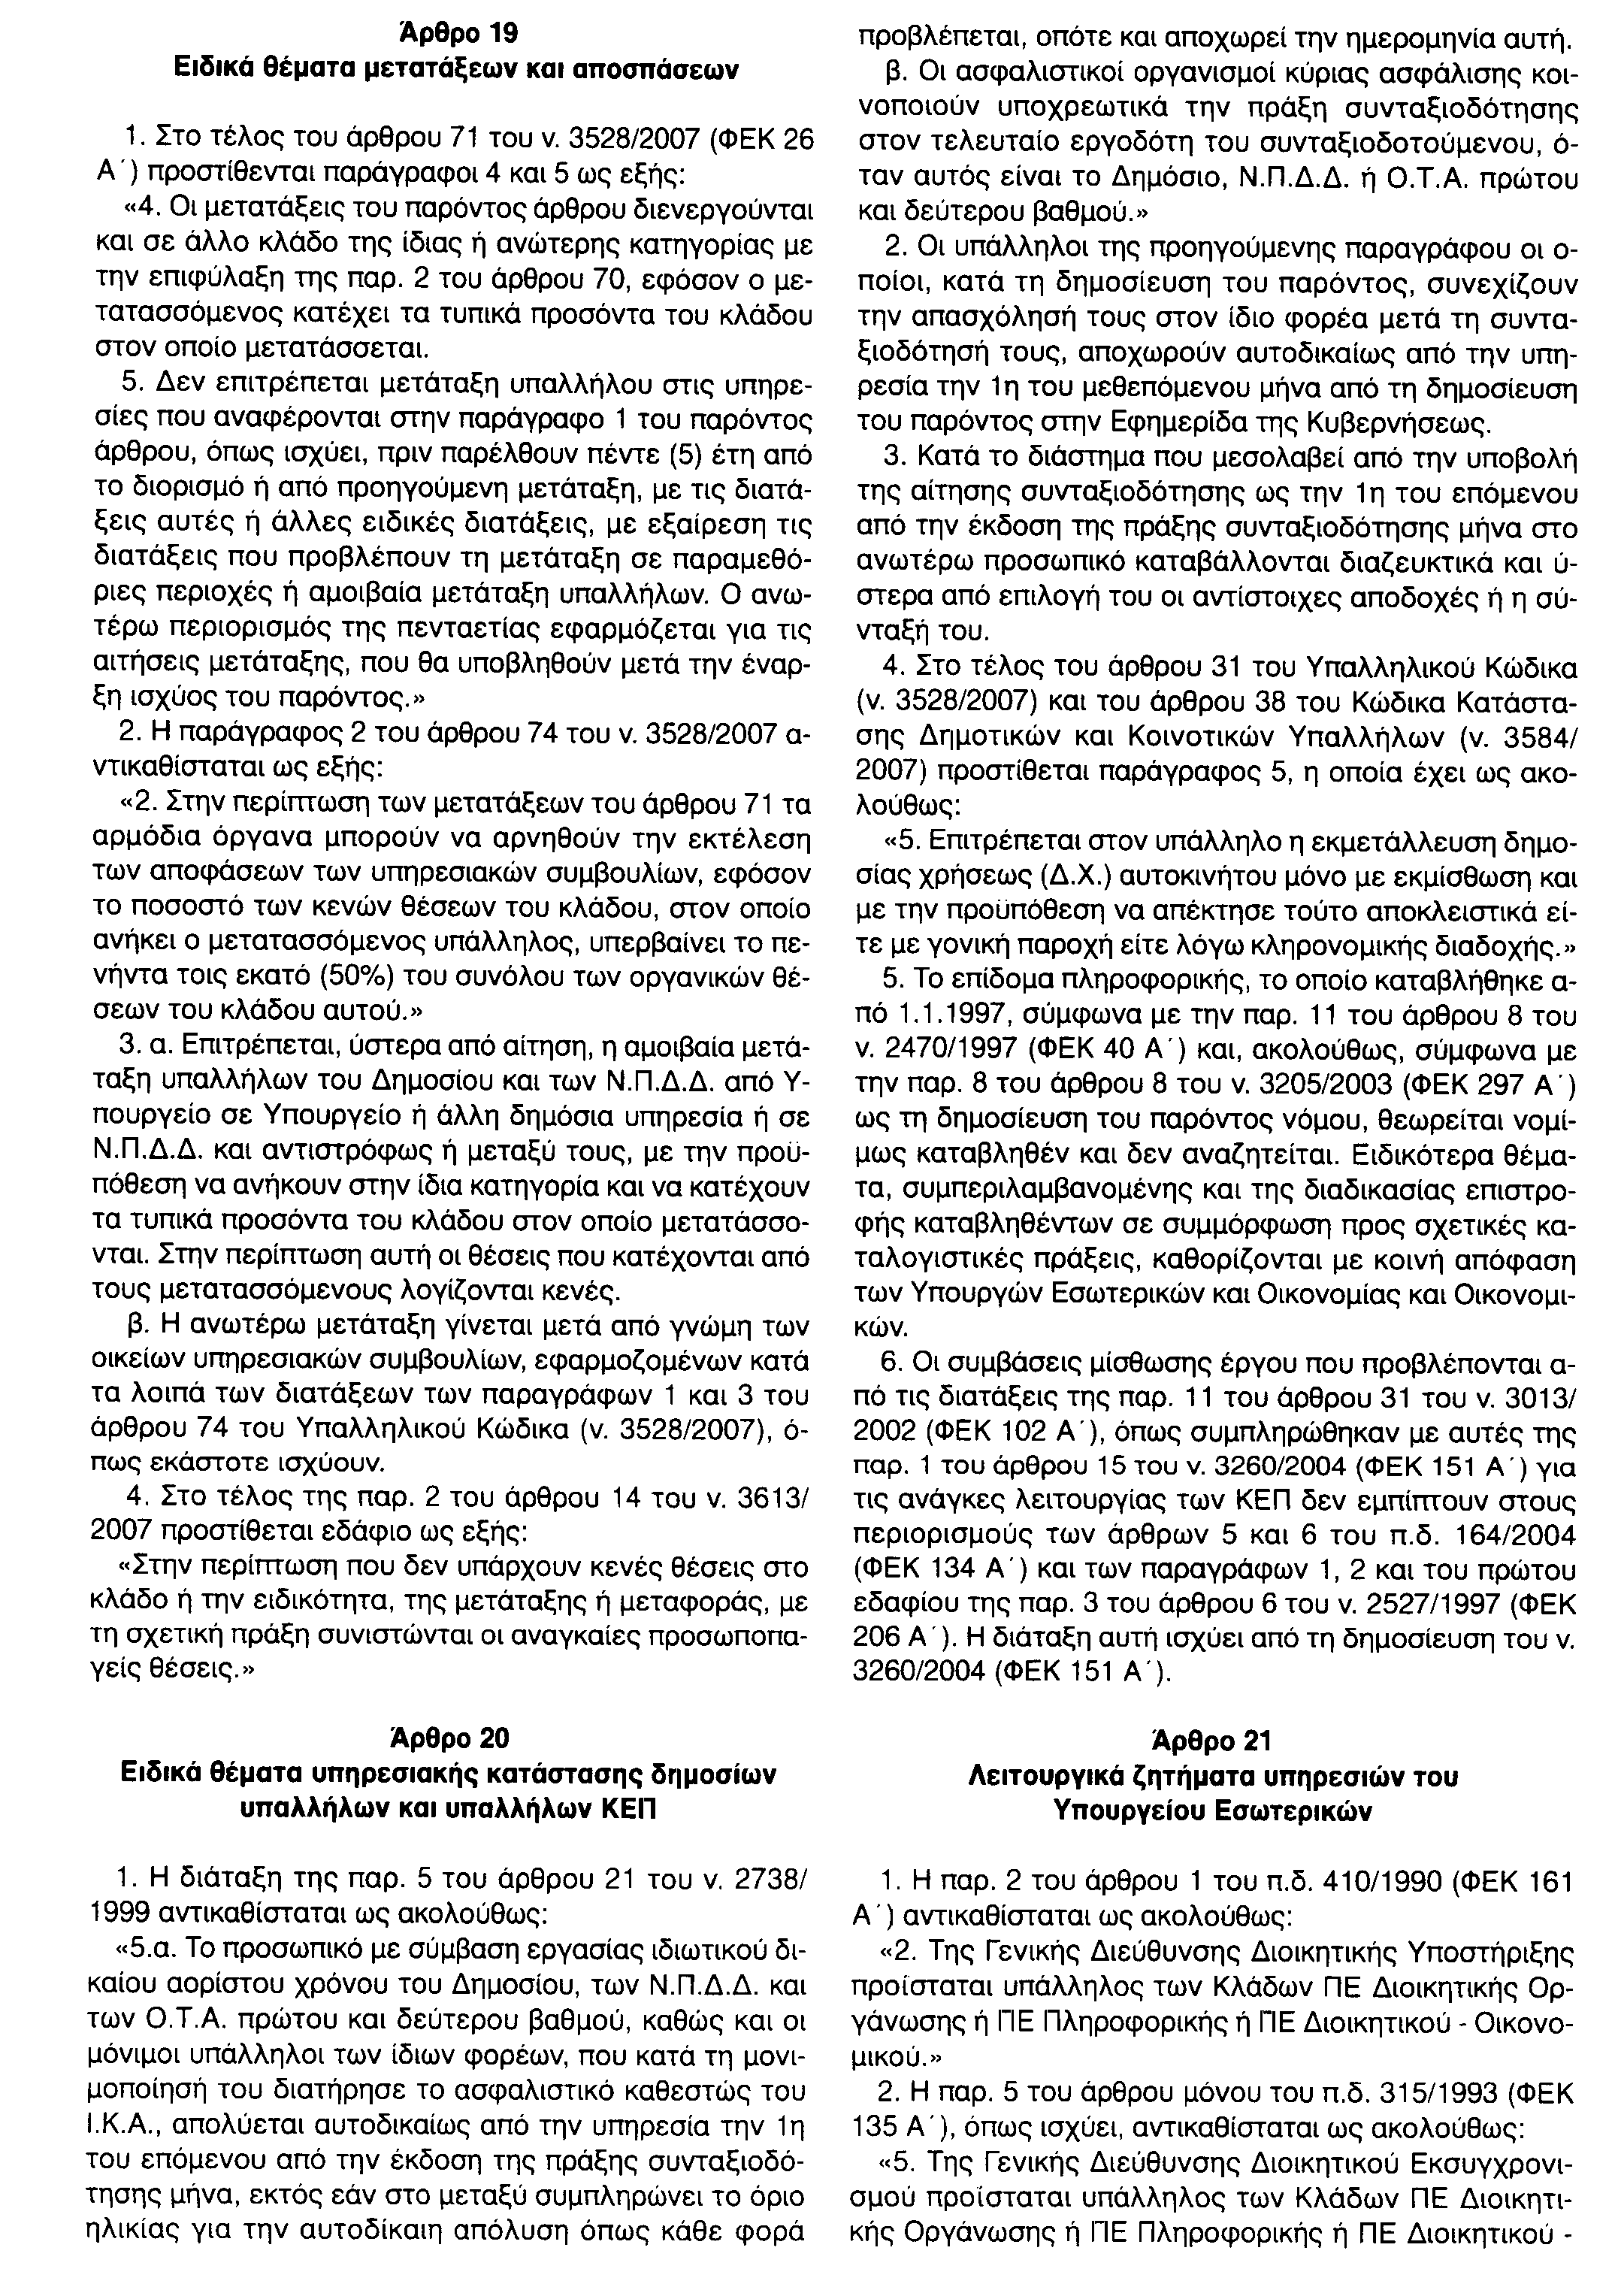 Άρθρο 19
Ειδικά θέματα μετατάξεων και αποσπάσεων
1. Στο τέλος του άρθρου 71 του ν. 3528/2007 (ΦΕΚ 26
Α΄) προστίθενται παράγραφοι 4 και 5 ως εξής:
«4. Οι μετατάξεις του παρόντος άρθρου διενεργούνται
και σε άλλο κλάδο της ίδιας ή ανώτερης κατηγορίας με
την επιφύλαξη της παρ. 2 του άρθρου 70, εφόσον ο με-
τατασσόμενος κατέχει τα τυπικά προσόντα του κλάδου
στον οποίο μετατάσσεται.
5. Δεν επιτρέπεται μετάταξη υπαλλήλου στις υπηρε-
σίες που αναφέρονται στην παράγραφο 1 του παρόντος
άρθρου, όπως ισχύει, πριν παρέλθουν πέντε (5) έτη από
το διορισμό ή από προηγούμενη μετάταξη, με τις διατά-
ξεις αυτές ή άλλες ειδικές διατάξεις, με εξαίρεση τις
διατάξεις που προβλέπουν τη μετάταξη σε παραμεθό-
ριες περιοχές ή αμοιβαία μετάταξη υπαλλήλων. Ο ανω-
τέρω περιορισμός της πενταετίας εφαρμόζεται για τις
αιτήσεις μετάταξης, που θα υποβληθούν μετά την έναρ-
ξη ισχύος του παρόντος.»
2. Η παράγραφος 2 του άρθρου 74 του ν. 3528/2007 α-
ντικαθίσταται ως εξής:
«2. Στην περίπτωση των μετατάξεων του άρθρου 71 τα
αρμόδια όργανα μπορούν να αρνηθούν την εκτέλεση
των αποφάσεων των υπηρεσιακών συμβουλίων, εφόσον
το ποσοστό των κενών θέσεων του κλάδου, στον οποίο
ανήκει ο μετατασσόμενος υπάλληλος, υπερβαίνει το πε-
νήντα τοις εκατό (50%) του συνόλου των οργανικών θέ-
σεων του κλάδου αυτού.»
3. α. Επιτρέπεται, ύστερα από αίτηση, η αμοιβαία μετά-
ταξη υπαλλήλων του Δημοσίου και των Ν.Π.Δ.Δ. από Υ-
πουργείο σε Υπουργείο ή άλλη δημόσια υπηρεσία ή σε
Ν.Π.Δ.Δ. και αντιστρόφως ή μεταξύ τους, με την προϋ-
πόθεση να ανήκουν στην ίδια κατηγορία και να κατέχουν
τα τυπικά προσόντα του κλάδου στον οποίο μετατάσσο-
νται. Στην περίπτωση αυτή οι θέσεις που κατέχονται από
τους μετατασσόμενους λογίζονται κενές.
β. Η ανωτέρω μετάταξη γίνεται μετά από γνώμη των
οικείων υπηρεσιακών συμβουλίων, εφαρμοζομένων κατά
τα λοιπά των διατάξεων των παραγράφων 1 και 3 του
άρθρου 74 του Υπαλληλικού Κώδικα (ν. 3528/2007), ό-
πως εκάστοτε ισχύουν.
4. Στο τέλος της παρ. 2 του άρθρου 14 του ν. 3613/
2007 προστίθεται εδάφιο ως εξής:
«Στην περίπτωση που δεν υπάρχουν κενές θέσεις στο
κλάδο ή την ειδικότητα, της μετάταξης ή μεταφοράς, με
τη σχετική πράξη συνιστώνται οι αναγκαίες προσωποπα-
γείς θέσεις.»
Άρθρο 20
Ειδικά θέματα υπηρεσιακής κατάστασης δημοσίων
υπαλλήλων και υπαλλήλων ΚΕΠ
1. Η διάταξη της παρ. 5 του άρθρου 21 του ν. 2738/
1999 αντικαθίσταται ως ακολούθως:
«5.α. Το προσωπικό με σύμβαση εργασίας ιδιωτικού δι-
καίου αορίστου χρόνου του Δημοσίου, των Ν.Π.Δ.Δ. και
των Ο.Τ.Α. πρώτου και δεύτερου βαθμού, καθώς και οι
μόνιμοι υπάλληλοι των ίδιων φορέων, που κατά τη μονι-
μοποίησή του διατήρησε το ασφαλιστικό καθεστώς του
Ι.Κ.Α., απολύεται αυτοδικαίως από την υπηρεσία την 1η
του επόμενου από την έκδοση της πράξης συνταξιοδό-
τησης μήνα, εκτός εάν στο μεταξύ συμπληρώνει το όριο
ηλικίας για την αυτοδίκαιη απόλυση όπως κάθε φορά
προβλέπεται, οπότε και αποχωρεί την ημερομηνία αυτή.
β. Οι ασφαλιστικοί οργανισμοί κύριας ασφάλισης κοι-
νοποιούν υποχρεωτικά την πράξη συνταξιοδότησης
στον τελευταίο εργοδότη του συνταξιοδοτούμενου, ό-
ταν αυτός είναι το Δημόσιο, Ν.Π.Δ.Δ. ή Ο.Τ.Α. πρώτου
και δεύτερου βαθμού.»
2. Οι υπάλληλοι της προηγούμενης παραγράφου οι ο-
ποίοι, κατά τη δημοσίευση του παρόντος, συνεχίζουν
την απασχόλησή τους στον ίδιο φορέα μετά τη συντα-
ξιοδότησή τους, αποχωρούν αυτοδικαίως από την υπη-
ρεσία την 1η του μεθεπόμενου μήνα από τη δημοσίευση
του παρόντος στην Εφημερίδα της Κυβερνήσεως.
3. Κατά το διάστημα που μεσολαβεί από την υποβολή
της αίτησης συνταξιοδότησης ως την 1η του επόμενου
από την έκδοση της πράξης συνταξιοδότησης μήνα στο
ανωτέρω προσωπικό καταβάλλονται διαζευκτικά και ύ-
στερα από επιλογή του οι αντίστοιχες αποδοχές ή η σύ-
νταξή του.
4. Στο τέλος του άρθρου 31 του Υπαλληλικού Κώδικα
(ν. 3528/2007) και του άρθρου 38 του Κώδικα Κατάστα-
σης Δημοτικών και Κοινοτικών Υπαλλήλων (ν. 3584/
2007) προστίθεται παράγραφος 5, η οποία έχει ως ακο-
λούθως:
«5. Επιτρέπεται στον υπάλληλο η εκμετάλλευση δημο-
σίας χρήσεως (Δ.Χ.) αυτοκινήτου μόνο με εκμίσθωση και
με την προϋπόθεση να απέκτησε τούτο αποκλειστικά εί-
τε με γονική παροχή είτε λόγω κληρονομικής διαδοχής.»
5. Το επίδομα πληροφορικής, το οποίο καταβλήθηκε α-
πό 1.1.1997, σύμφωνα με την παρ. 11 του άρθρου 8 του
ν. 2470/1997 (ΦΕΚ 40 Α΄) και, ακολούθως, σύμφωνα με
την παρ. 8 του άρθρου 8 του ν. 3205/2003 (ΦΕΚ 297 Α΄)
ως τη δημοσίευση του παρόντος νόμου, θεωρείται νομί-
μως καταβληθέν και δεν αναζητείται. Ειδικότερα θέμα-
τα, συμπεριλαμβανομένης και της διαδικασίας επιστρο-
φής καταβληθέντων σε συμμόρφωση προς σχετικές κα-
ταλογιστικές πράξεις, καθορίζονται με κοινή απόφαση
των Υπουργών Εσωτερικών και Οικονομίας και Οικονομι-
κών.
6. Οι συμβάσεις μίσθωσης έργου που προβλέπονται α-
πό τις διατάξεις της παρ. 11 του άρθρου 31 του ν. 3013/
2002 (ΦΕΚ 102 Α΄), όπως συμπληρώθηκαν με αυτές της
παρ. 1 του άρθρου 15 του ν. 3260/2004 (ΦΕΚ 151 Α΄) για
τις ανάγκες λειτουργίας των ΚΕΠ δεν εμπίπτουν στους
περιορισμούς των άρθρων 5 και 6 του π.δ. 164/2004
(ΦΕΚ 134 Α΄) και των παραγράφων 1, 2 και του πρώτου
εδαφίου της παρ. 3 του άρθρου 6 του ν. 2527/1997 (ΦΕΚ
206 Α΄). Η διάταξη αυτή ισχύει από τη δημοσίευση του ν.
3260/2004 (ΦΕΚ 151 Α΄).
Άρθρο 21
Λειτουργικά ζητήματα υπηρεσιών του
Υπουργείου Εσωτερικών
1. Η παρ. 2 του άρθρου 1 του π.δ. 410/1990 (ΦΕΚ 161
Α΄) αντικαθίσταται ως ακολούθως:
«2. Της Γενικής Διεύθυνσης Διοικητικής Υποστήριξης
προΐσταται υπάλληλος των Κλάδων ΠΕ Διοικητικής Ορ-
γάνωσης ή ΠΕ Πληροφορικής ή ΠΕ Διοικητικού - Οικονο-
μικού.»
2. Η παρ. 5 του άρθρου μόνου του π.δ. 315/1993 (ΦΕΚ
135 Α΄), όπως ισχύει, αντικαθίσταται ως ακολούθως:
«5. Της Γενικής Διεύθυνσης Διοικητικού Εκσυγχρονι-
σμού προΐσταται υπάλληλος των Κλάδων ΠΕ Διοικητι-
κής Οργάνωσης ή ΠΕ Πληροφορικής ή ΠΕ Διοικητικού -